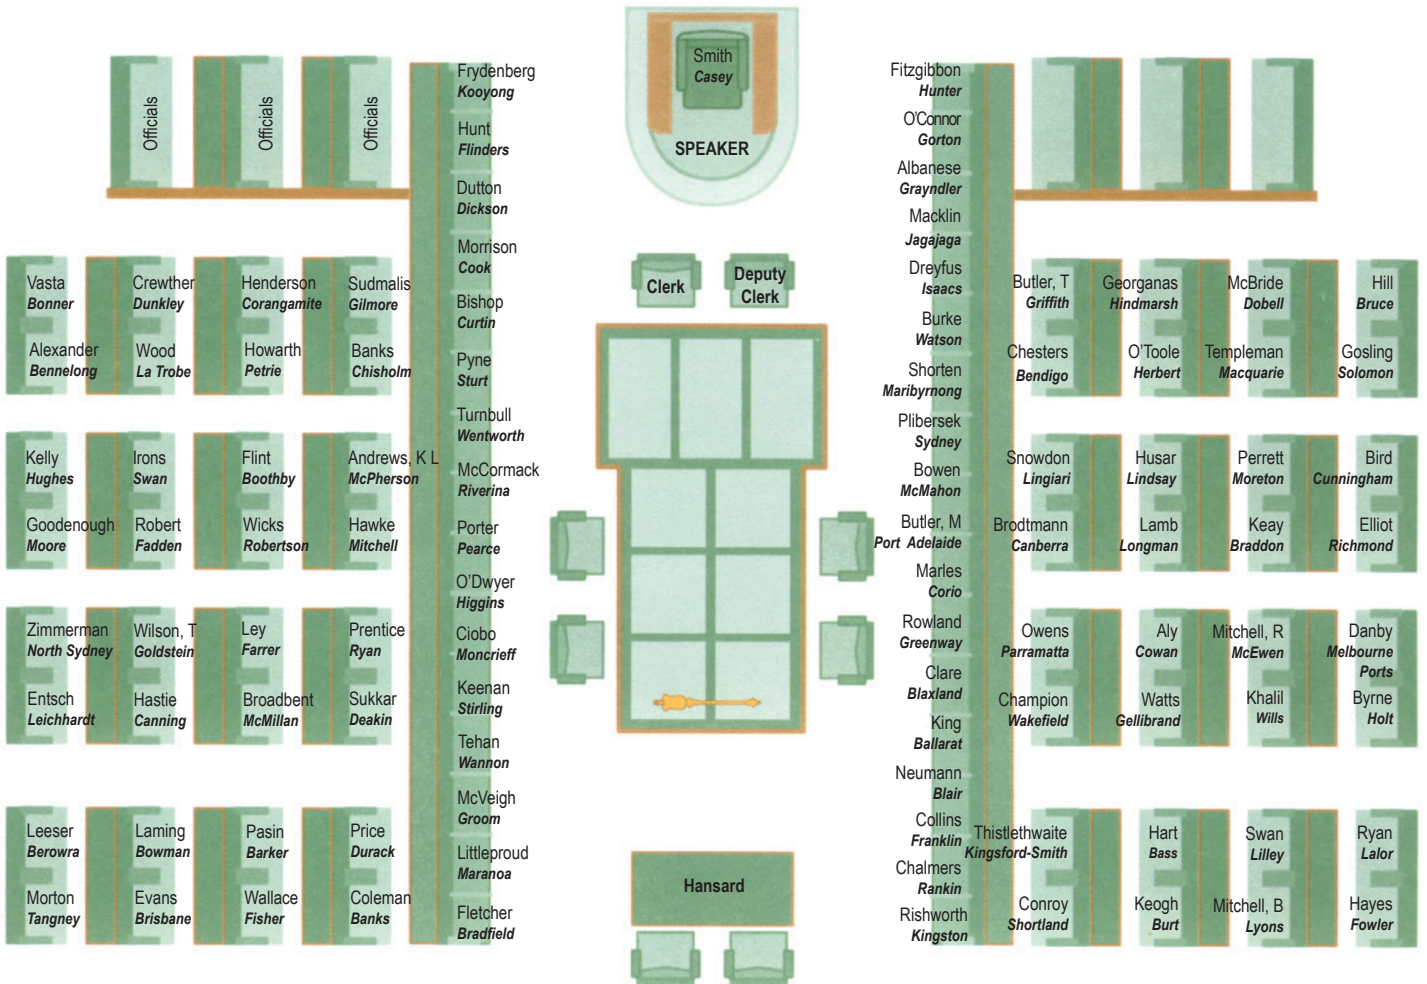 Smith
Casey
SPEAKER
Officials
Officials
Officials
Frydenberg
Kooyong
Hunt
Flinders
Dutton
Dickson
Morrison
Cook
Bishop
Curtin
Pyne
Sturt
Turnbull
Wentworth
McCormack
Riverina
Porter
Pearce
O'Dwyer
Higgins
Ciobo
Moncrieff
Keenan
Stirling
Tehan
Wannon
McVeigh
Groom
Littleproud
Maranoa
Fletcher
Bradfield
Vasta
Bonner
Crewther
Dunkley
Henderson
Corangamite
Sudmalis
Gilmore
Alexander
Bennelong
Wood
La Trobe
Howarth
Petrie
Banks
Chisholm
Kelly
Hughes
Irons
Swan
Flint
Boothby
Andrews, K L
McPherson
Goodenough
Moore
Robert
Fadden
Wicks
Robertson
Hawke
Mitchell
Zimmerman
North Sydney
Wilson, T
Goldstein
Ley
Farrer
Prentice
Ryan
Entsch
Leichhardt
Hastie
Canning
Broadbent
McMillan
Sukkar
Deakin
Leeser
Berowra
Laming
Bowman
Pasin
Barker
Price
Durack
Morton
Tangney
Evans
Brisbane
Wallace
Fisher
Coleman
Banks
Clerk
Deputy
Clerk
Hansard
Fitzgibbon
Hunter
O'Connor
Gorton
Albanese
Grayndler
Macklin
Jagajaga
Dreyfus
Isaacs
Burke
Watson
Shorten
Maribyrnong
Plibersek
Sydney
Bowen
McMahon
Butler, M
Port Adelaide
Marles
Corio
Rowland
Greenway
Clare
Blaxland
King
Ballarat
Neumann
Blair
Collins
Franklin
Chalmers
Rankin
Rishworth
Kingston
Butler, T
Griffith
Georganas
Hindmarsh
McBride
Dobell
Hill
Bruce
Chesters
Bendigo
O'Toole
Herbert
Templeman
Macquarie
Gosling
Solomon
Snowdon
Lingiari
Husar
Lindsay
Perrett
Moreton
Bird
Cunningham
Brodtmann
Canberra
Lamb
Longman
Keay
Braddon
Elliot
Richmond
Owens
Parramatta
Aly
Cowan
Mitchell, R
McEwen
Danby
Melbourne
Ports
Champion
Wakefield
Watts
Gellibrand
Khalil
Wills
Byrne
Holt
Thistlethwaite
Kingsford-Smith
Hart
Bass
Swan
Lilley
Ryan
Lalor
Conroy
Shortland
Keogh
Burt
Mitchell, B
Lyons
Hayes
Fowler